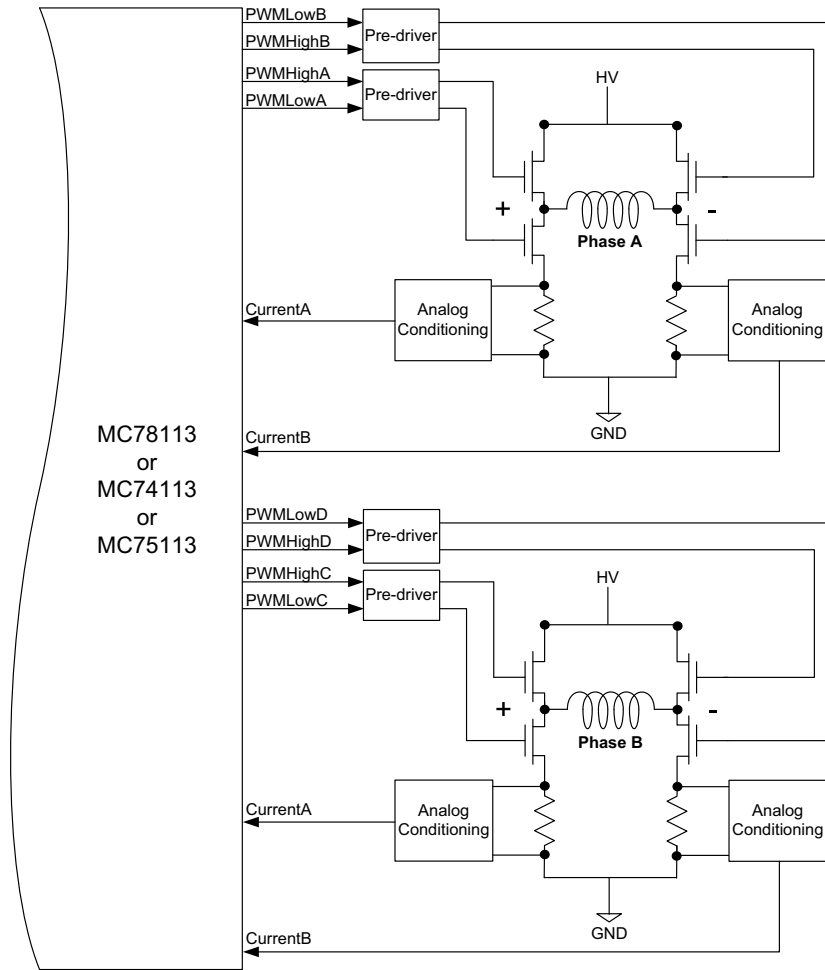 PWMLowB
PWMHighB
Pre-driver
PWMHighA
PWMLowA
Pre-driver
HV
+
-
Phase A
CurrentA
Analog
Conditioning
Analog
Conditioning
GND
CurrentB
MC78113
or
MC74113
or
MC75113
PWMLowD
PWMHighD
Pre-driver
PWMHighC
PWMLowC
Pre-driver
HV
+
-
Phase B
CurrentA
Analog
Conditioning
Analog
Conditioning
GND
CurrentB